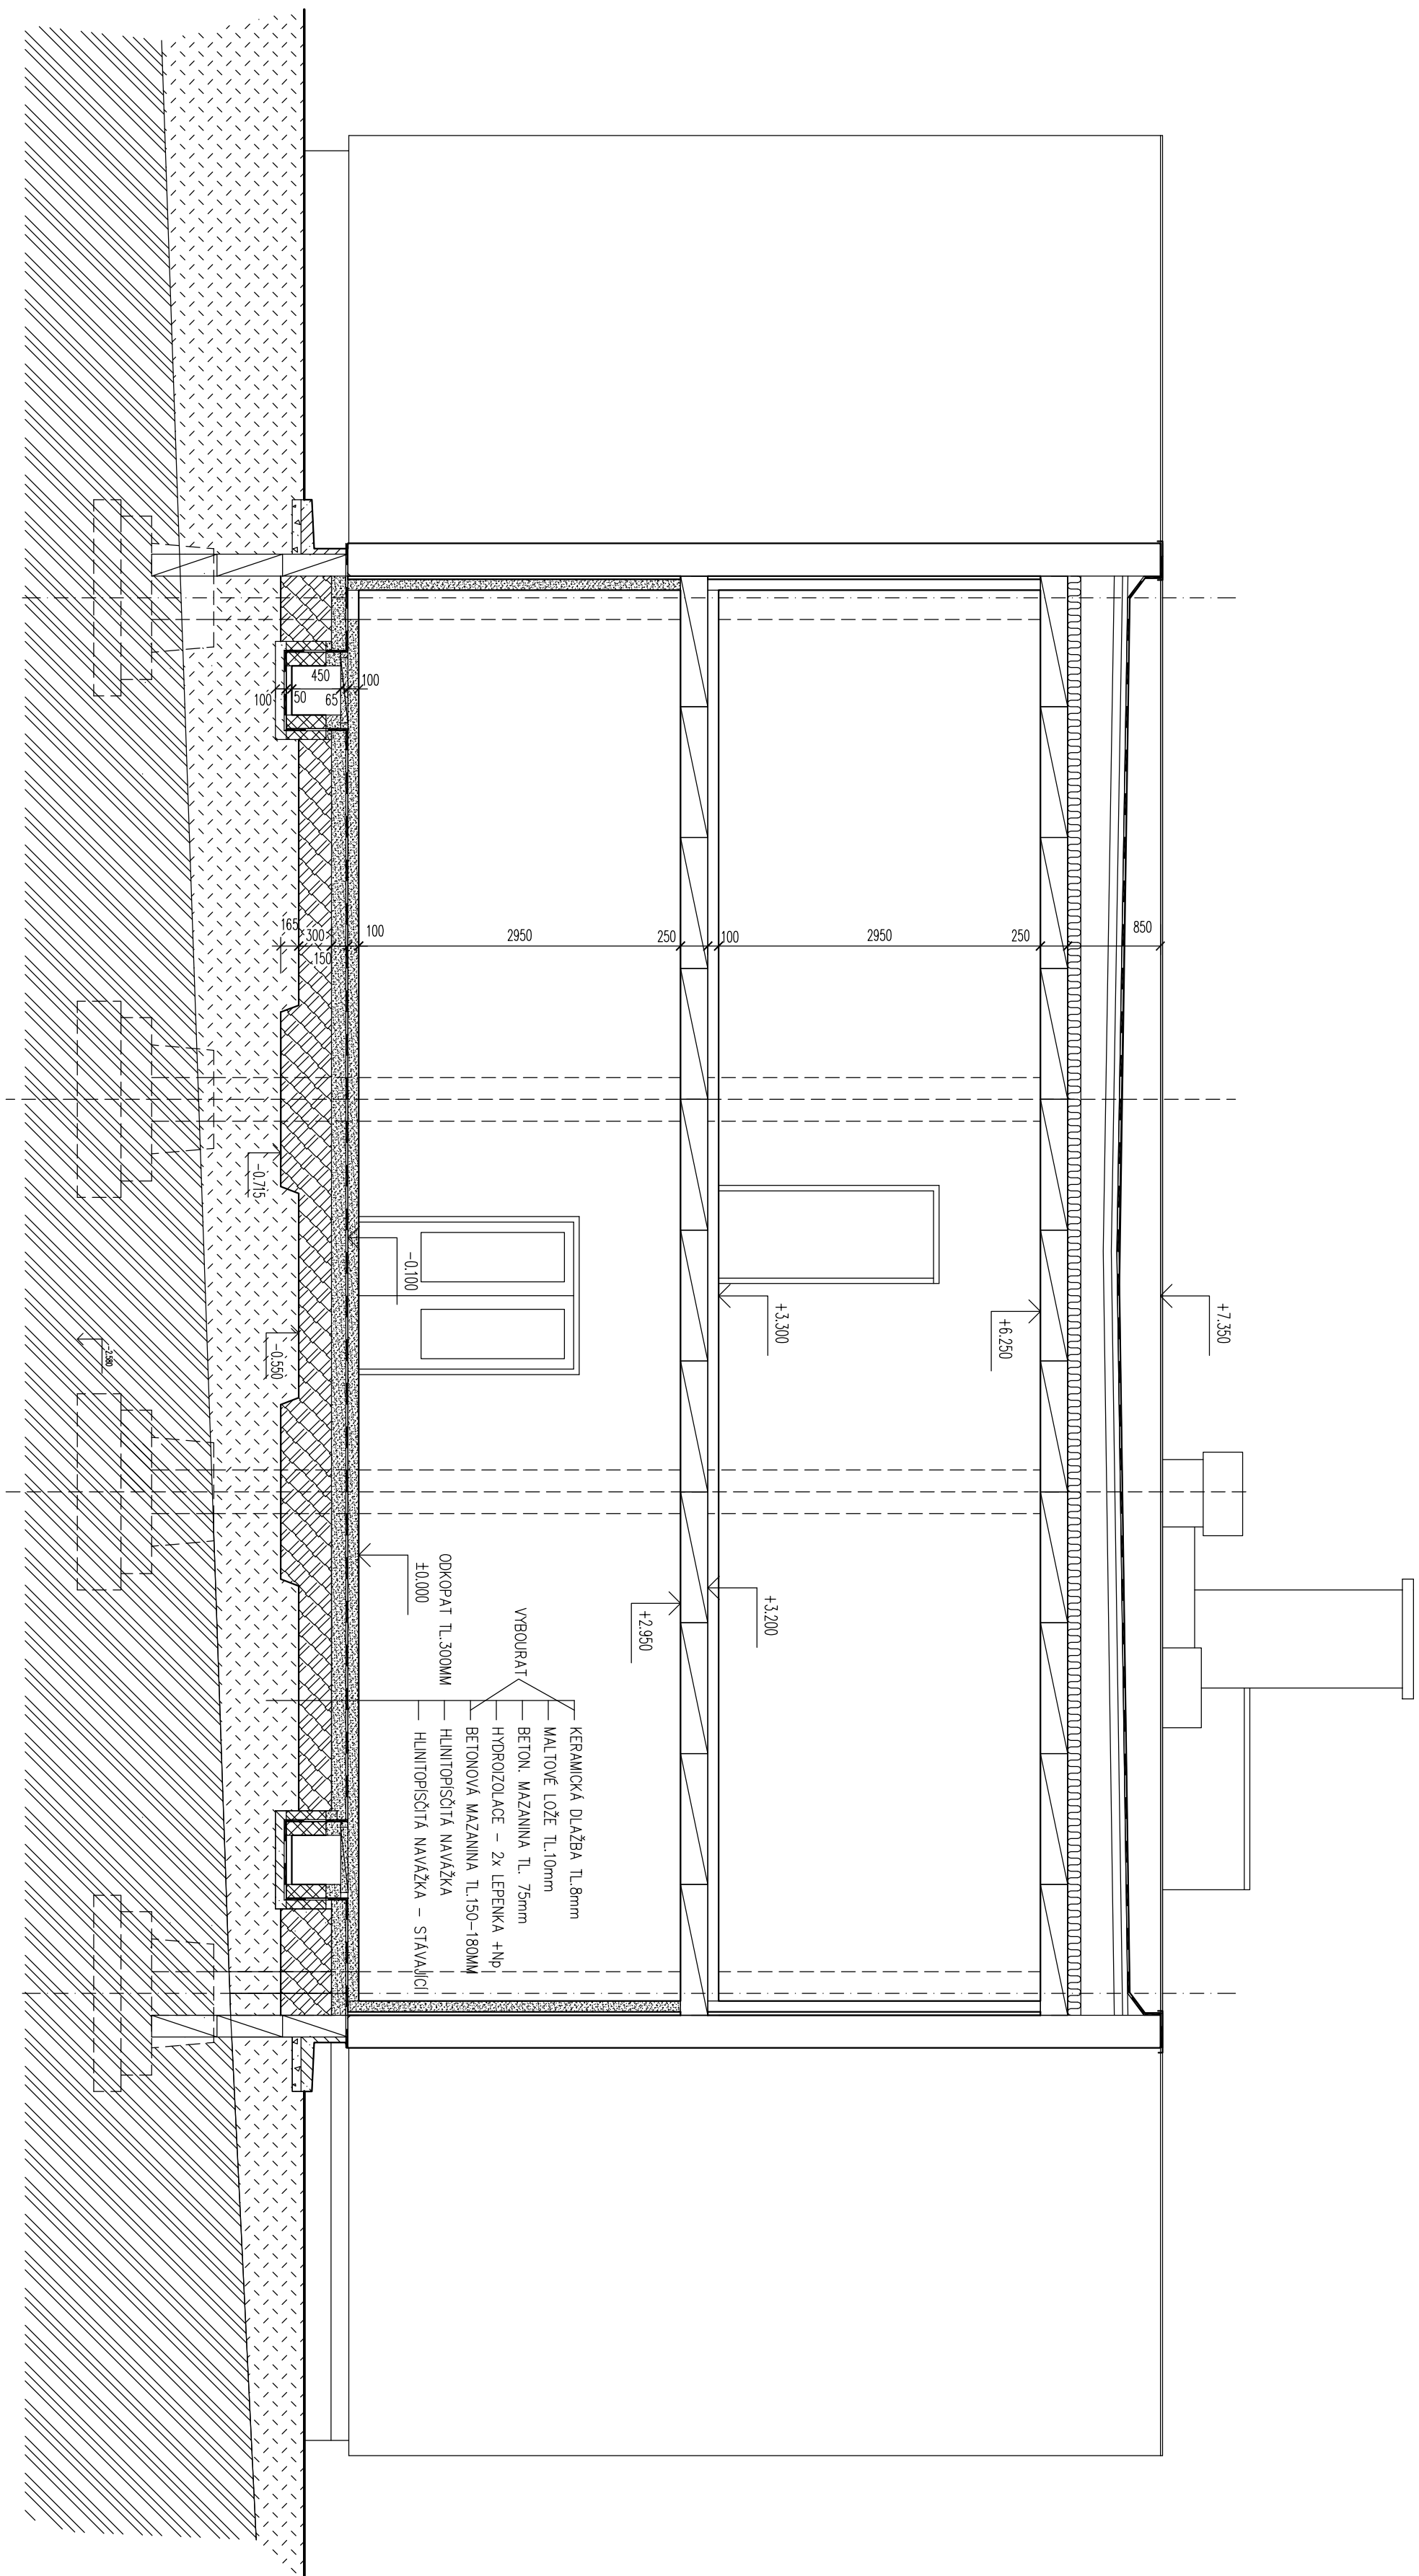 +7.350
850
+6.250
250
2950
+3.300
100
+3.200
250
+2.950
2950
KERAMICKÁ DLAŽBA TL.8mm
MALTOVÉ LOŽE TL.10mm
VYBOURAT
BETON. MAZANINA TL. 75mm
HYDROIZOLACE – 2x LEPENKA +Np
BETONOVÁ MAZANINA TL.150–180MM
ODKOPAT TL.300MM
HLINITOPÍSČITÁ NAVÁŽKA
HLINITOPÍSČITÁ NAVÁŽKA – STÁVAJÍCÍ
±0.000
-0.100
100
100
65
450
50
100
150
300
165
-0.550
-0.715
-2.980